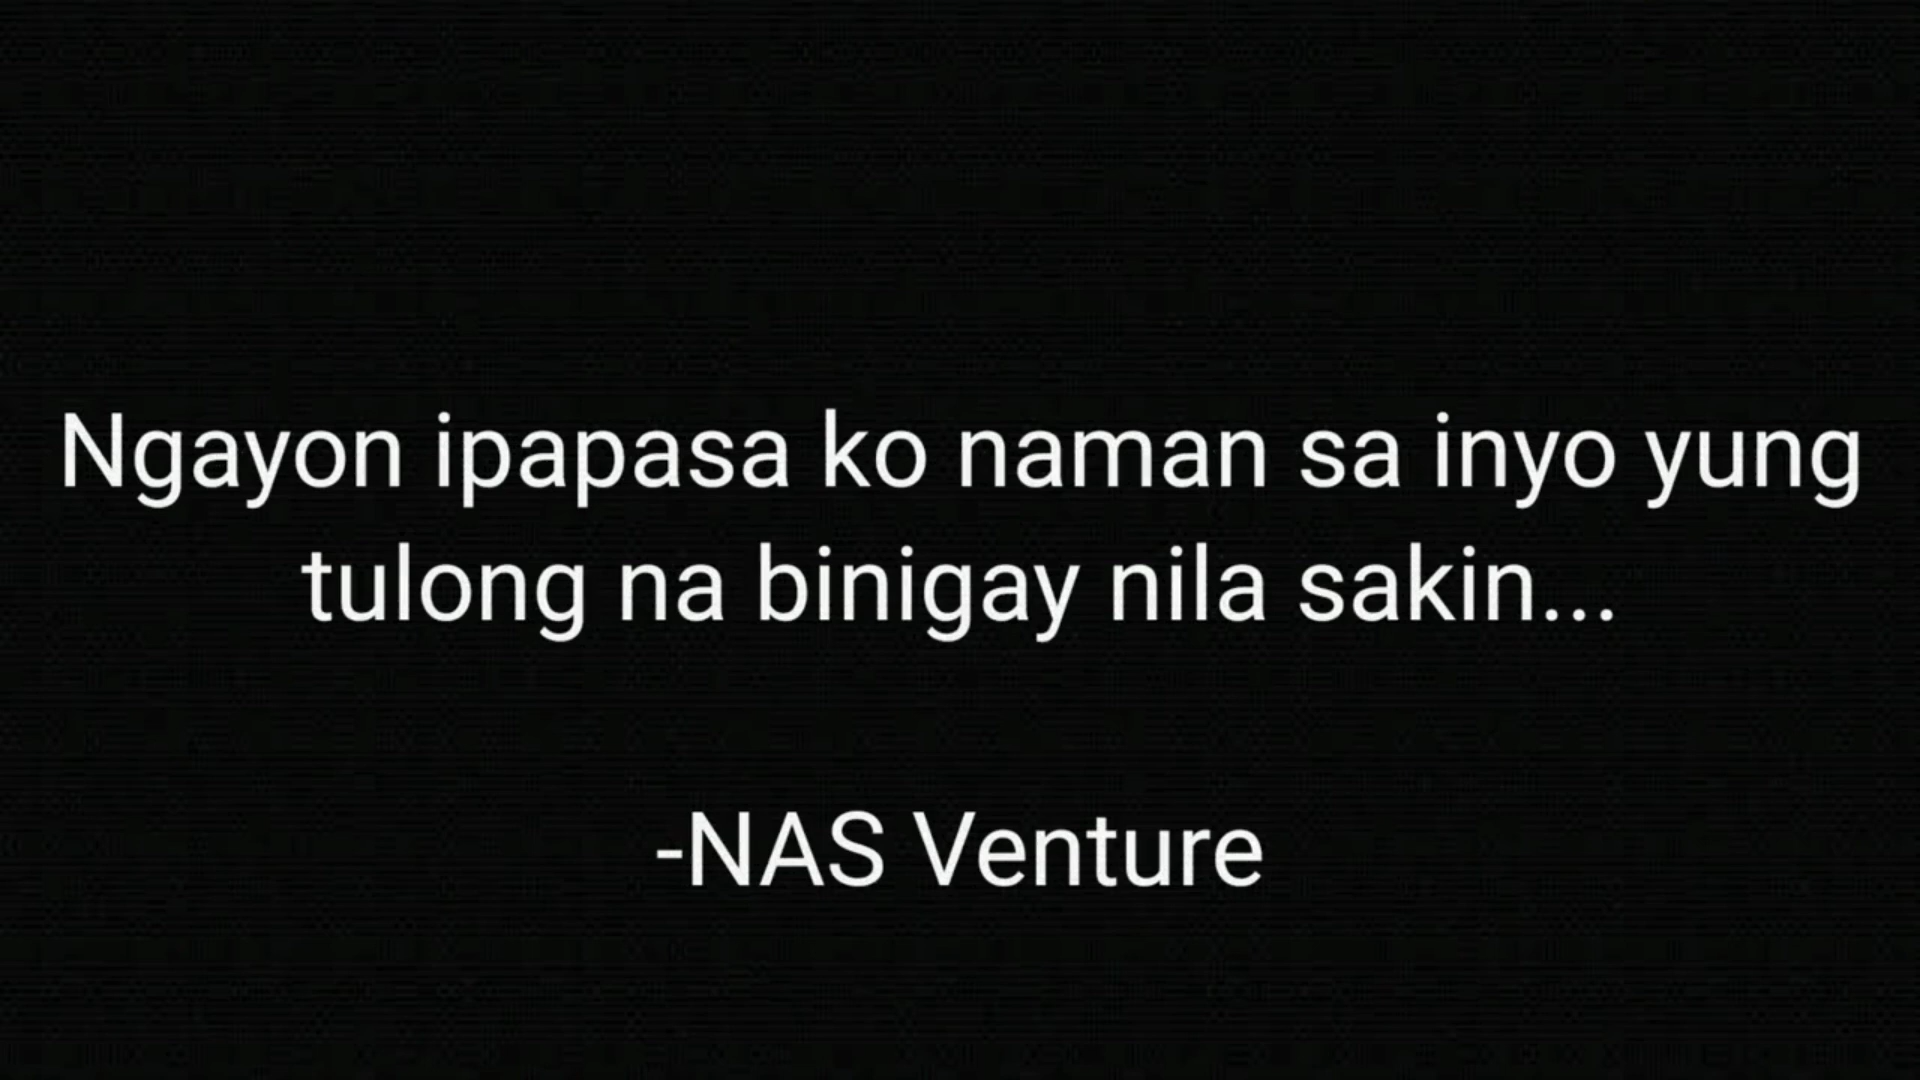 Ngayon ipapasa ko naman sa inyo yung
tulong na binigay nila sakin...
-NAS Venture